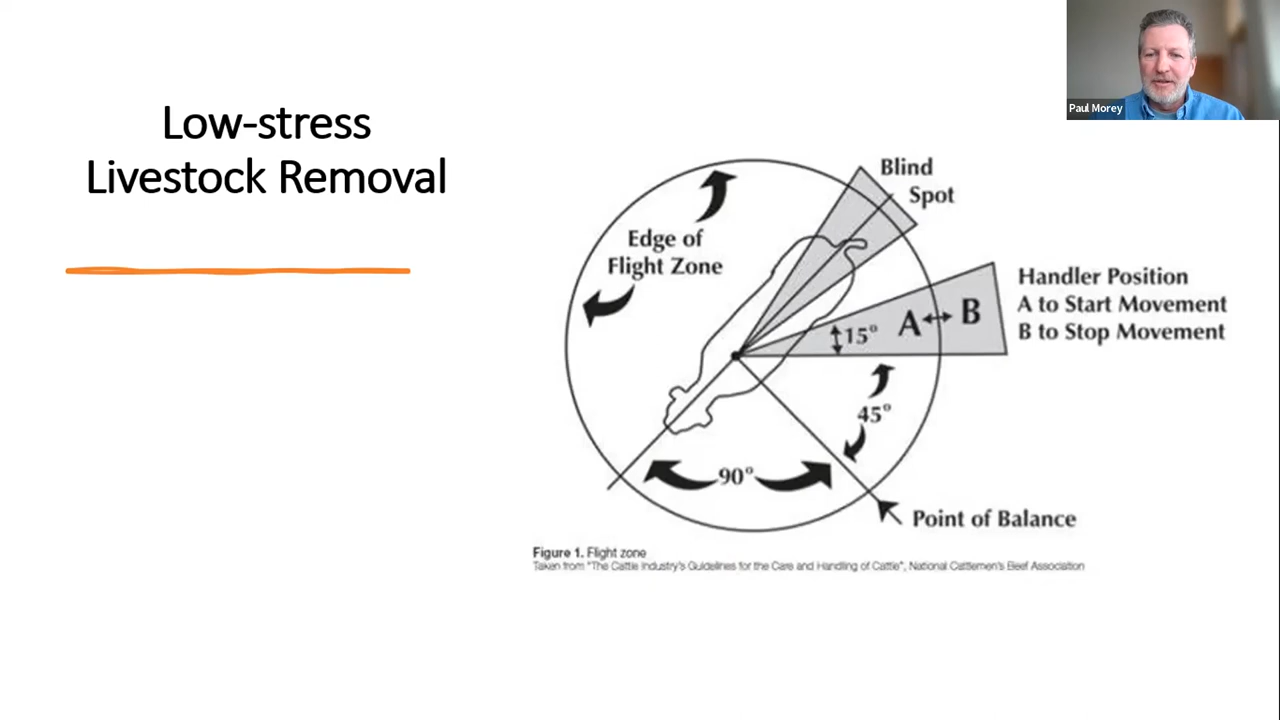 Paul Morey
Low-stress
Livestock Removal
Blind
Spot
Edge of
Flight Zone
Handler Position
A to Start Movement
B to Stop Movement
A
B
15°
45°
90°
Point of Balance
Figure 1. Flight zone
Taken from "The Cattle Industry's Guidelines for the Care and Handling of Cattle", National Cattlemen's Beef Association